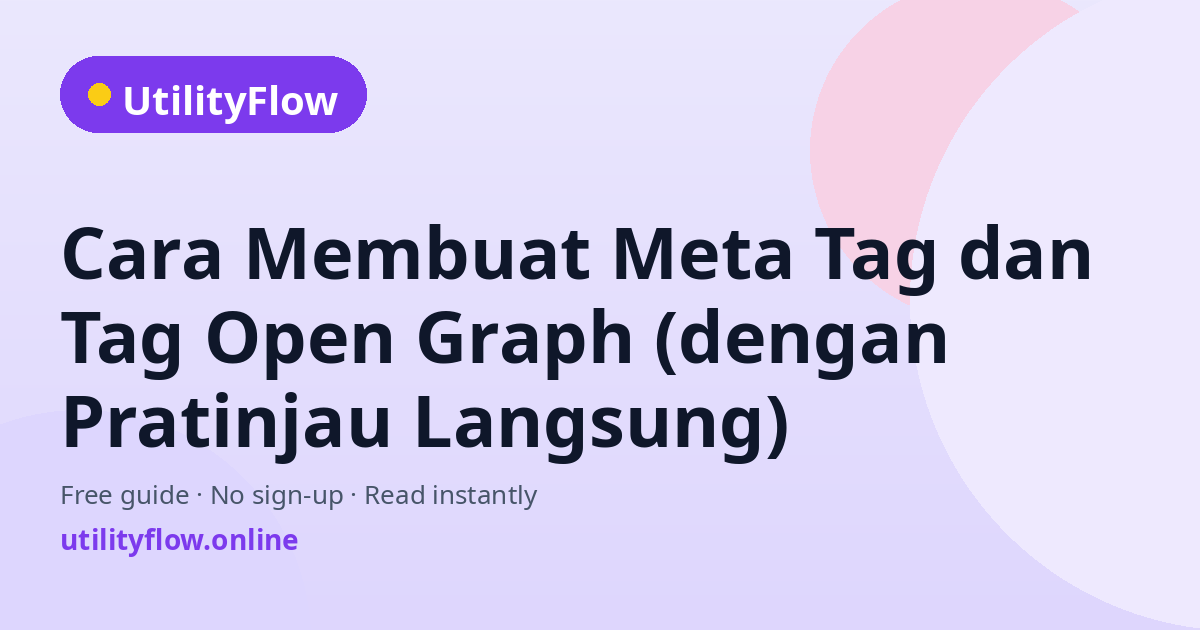 UtilityFlow
Cara Membuat Meta Tag dan
Tag Open Graph (dengan
Pratinjau Langsung)
Free guide · No sign-up · Read instantly
utilityflow.online